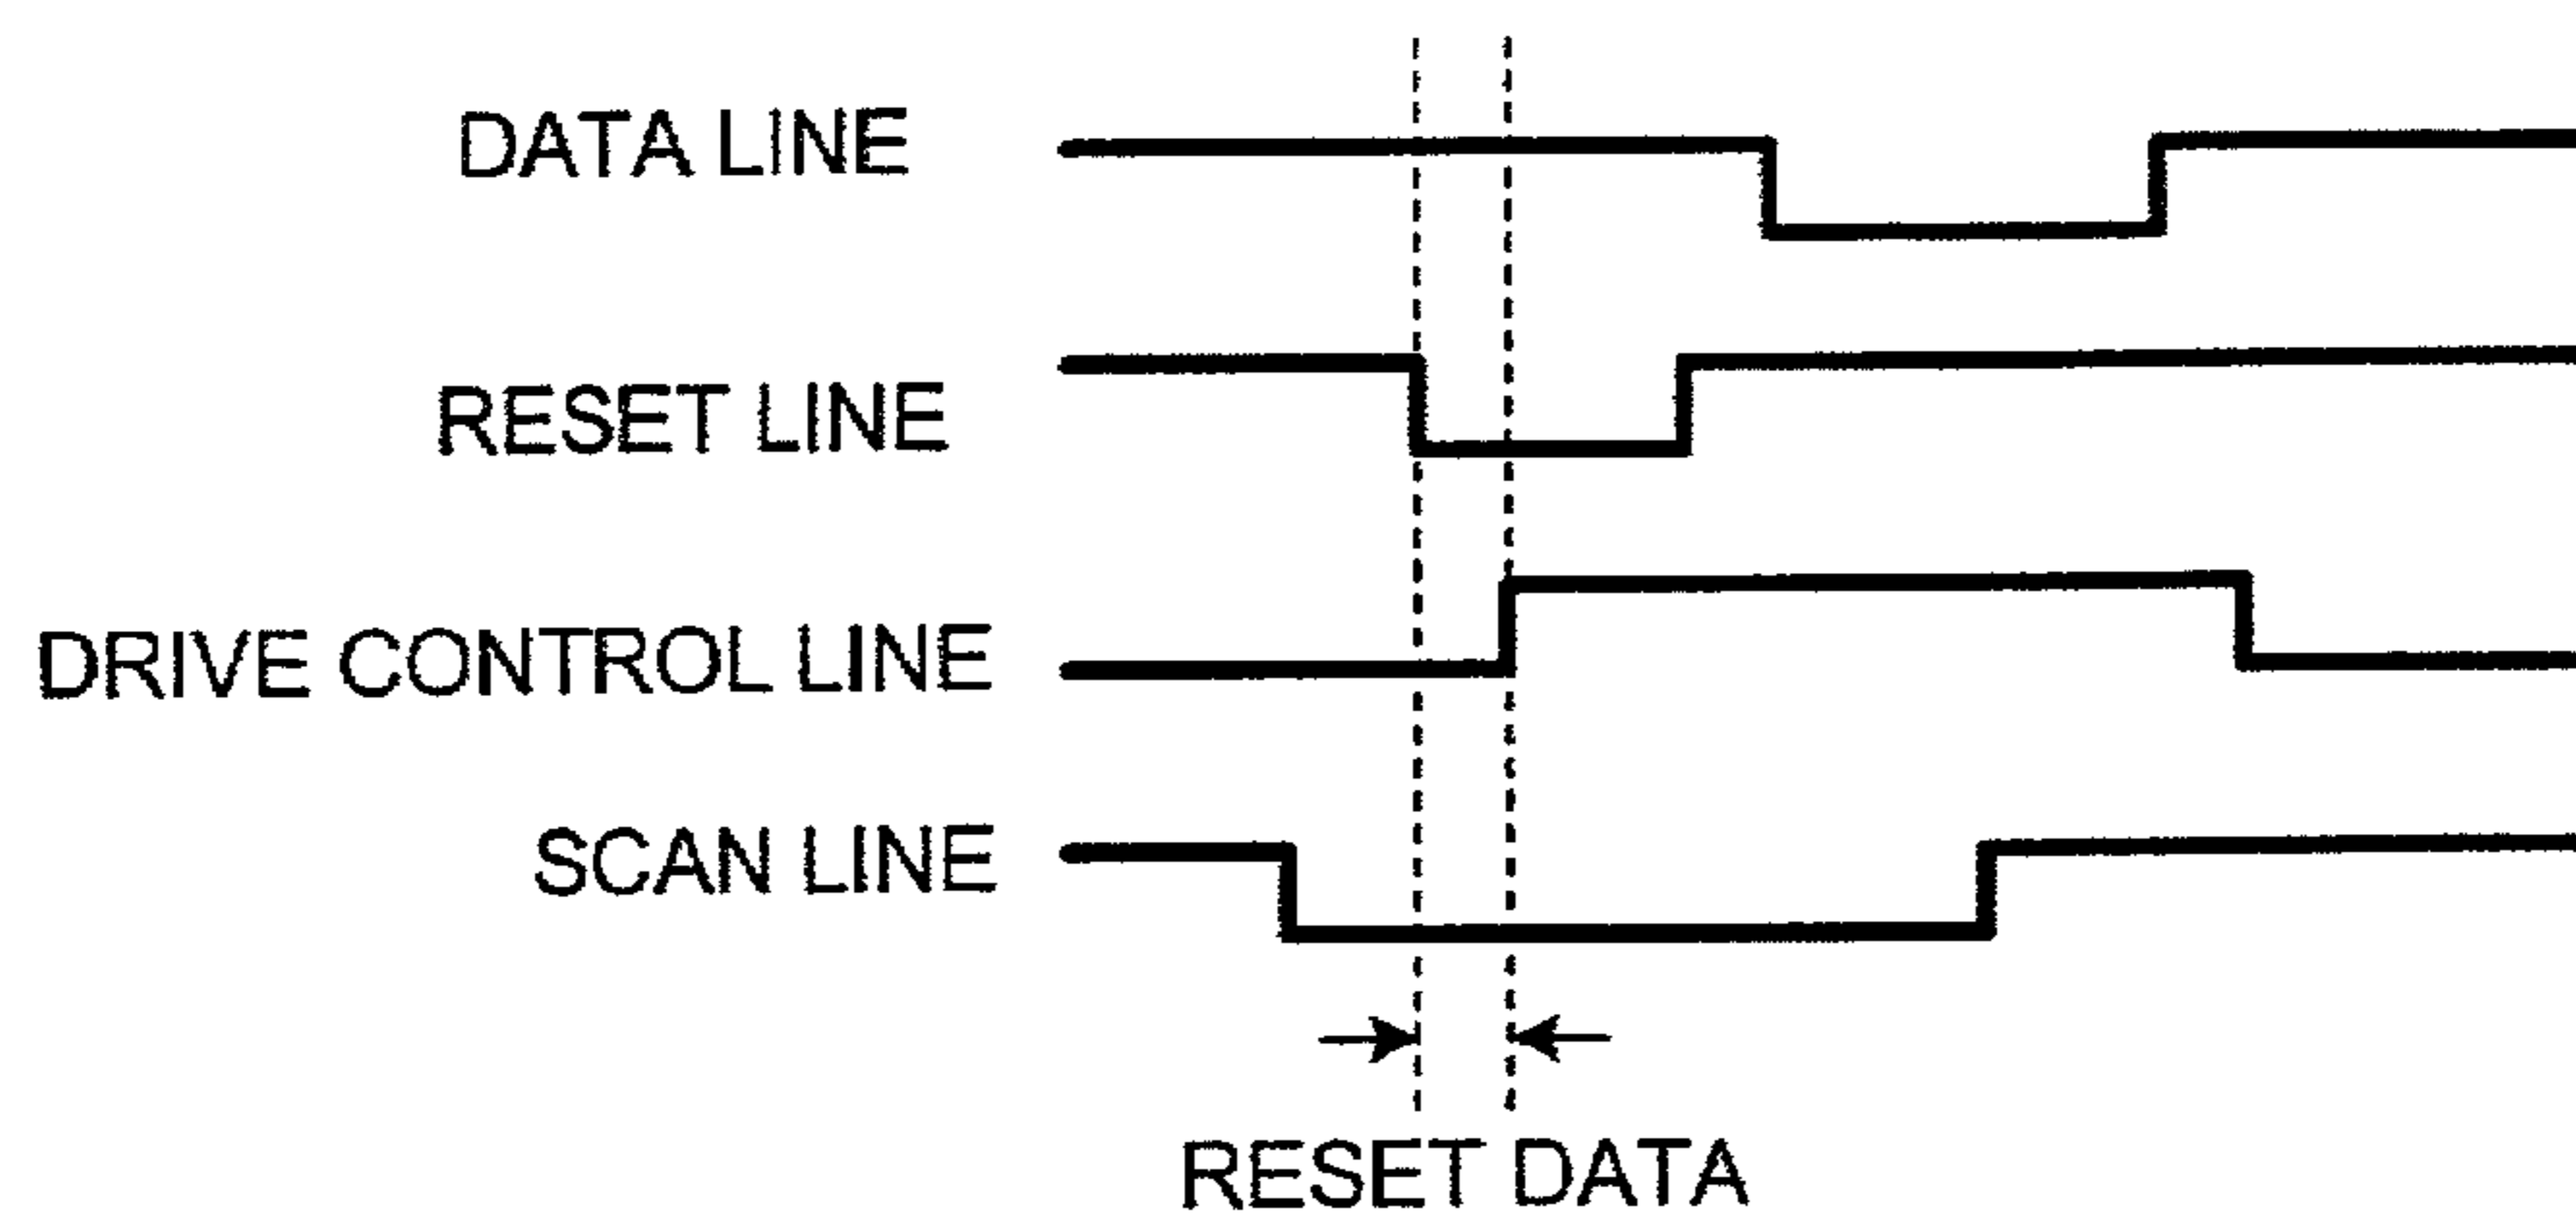 DATA LINE
RESET LINE
DRIVE CONTROL LINE
SCAN LINE
RESET DATA